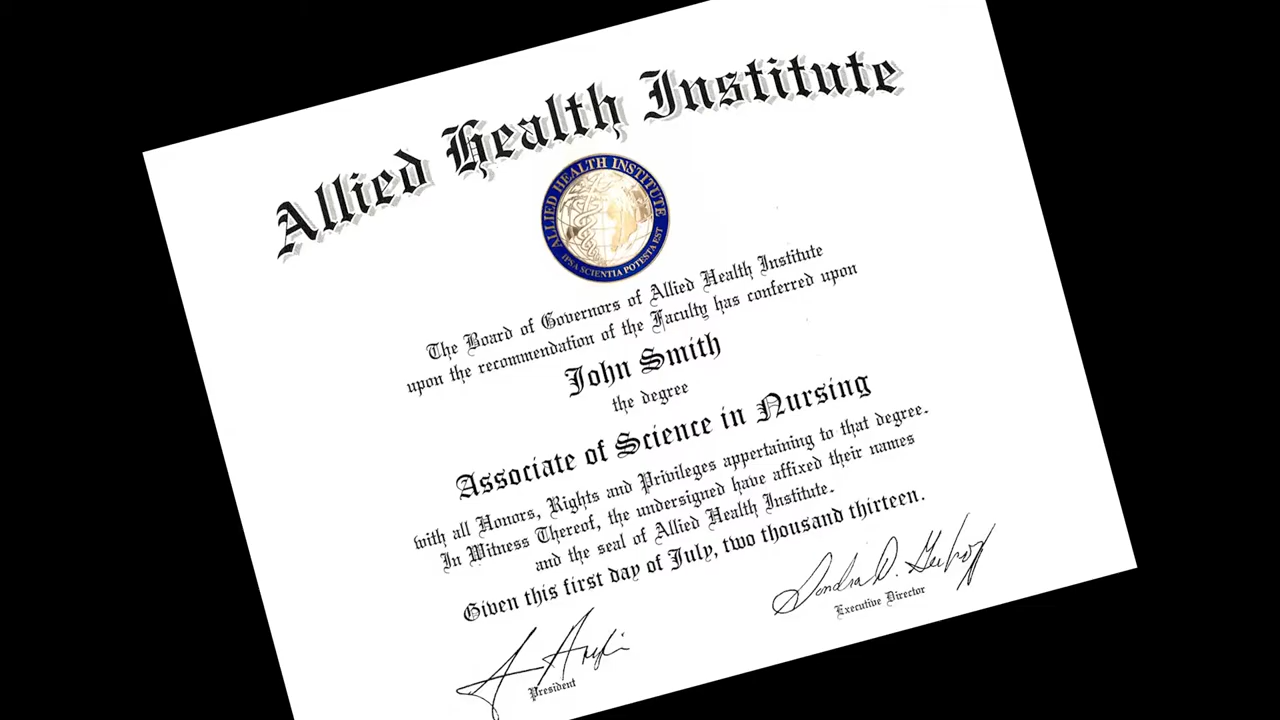 Allied Health Institute
ALLIED HEALTH INSTITUTE
IPSA SCIENTIA POTESTA EST
The Board of Governors of Allied Health Institute
upon the recommendation of the Faculty has conferred upon
John Smith
the degree
Associate of Science in Nursing
with all Honors, Rights and Privileges appertaining to that degree.
In Witness Thereof, the undersigned have affixed their names
and the seal of Allied Health Institute.
Given this first day of July, two thousand thirteen.
Sondra D.
Executive Director
President